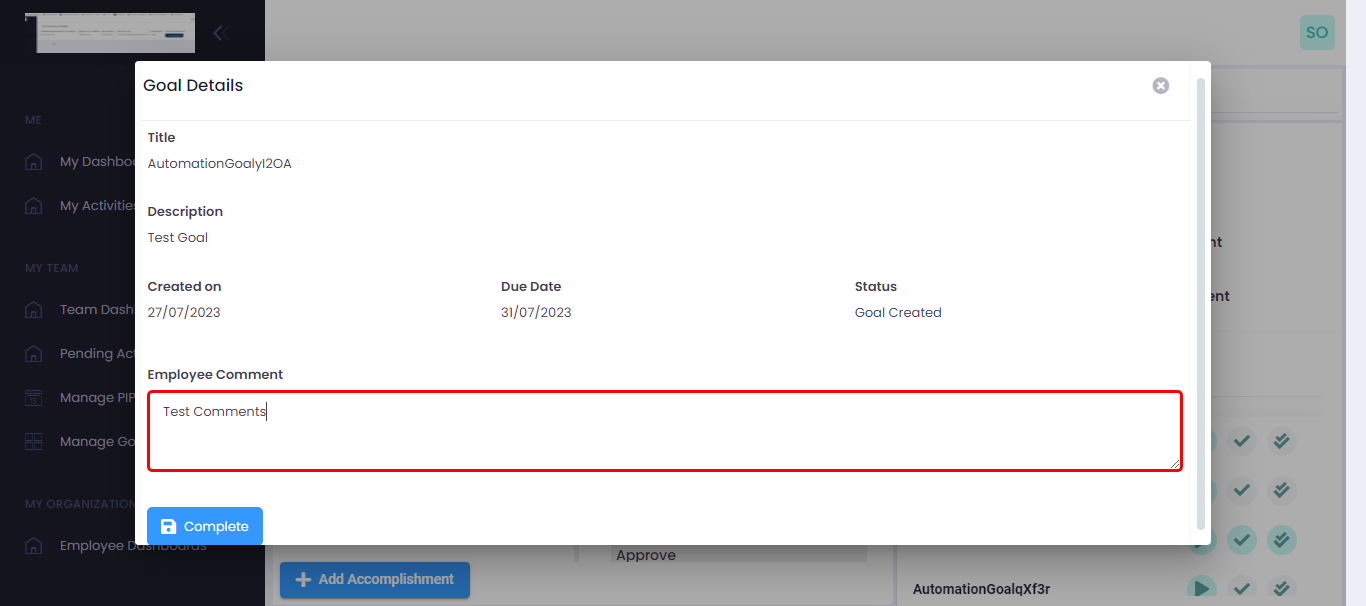 SO
Goal Details
ME
Title
My Dashboa
AutomationGoalyI2OA
My Activities
Description
Test Goal
nt
MY TEAM
Created on Due Date Status
ent
Team Dash
27/07/2023 31/07/2023 Goal Created
Pending Act
Employee Comment
Manage PIP
Test Comments
Manage Go
MY ORGANIZATION
Complete
Employee Dashboards
Approve
Add Accomplishment
AutomationGoalqXf3r